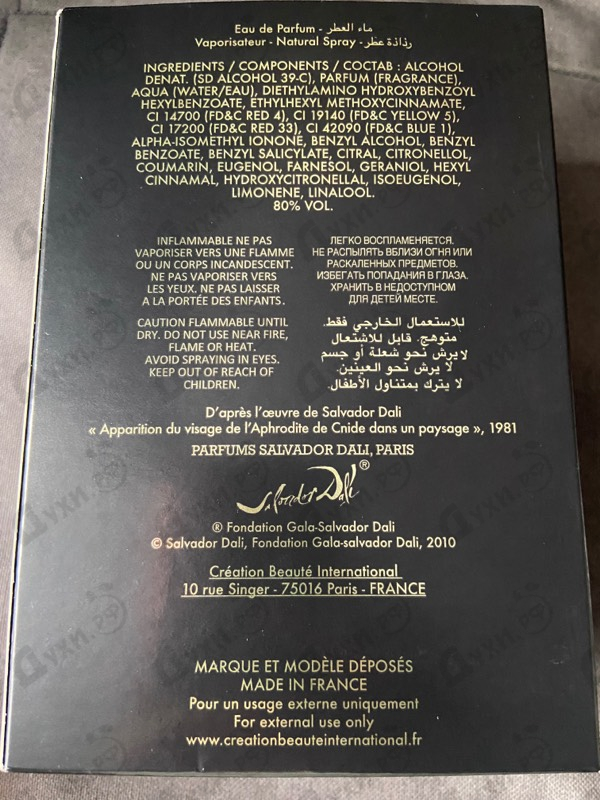 Eau de Parfum - ماء العطر
Vaporisateur - Natural Spray - رذاذة عطر
INGREDIENTS / COMPONENTS / COCTAB : ALCOHOL
DENAT. (SD ALCOHOL 39-C), PARFUM (FRAGRANCE),
AQUA (WATER/EAU), DIETHYLAMINO HYDROXYBENZOYL
HEXYLBENZOATE, ETHYLHEXYL METHOXYCINNAMATE,
CI 14700 (FD&C RED 4), CI 19140 (FD&C YELLOW 5),
CI 17200 (FD&C RED 33), CI 42090 (FD&C BLUE 1),
ALPHA-ISOMETHYL IONONE, BENZYL ALCOHOL, BENZYL
BENZOATE, BENZYL SALICYLATE, CITRAL, CITRONELLOL,
COUMARIN, EUGENOL, FARNESOL, GERANIOL, HEXYL
CINNAMAL, HYDROXYCITRONELLAL, ISOEUGENOL,
LIMONENE, LINALOOL.
80% VOL.
INFLAMMABLE NE PAS
VAPORISER VERS UNE FLAMME
OU UN CORPS INCANDESCENT.
NE PAS VAPORISER VERS
LES YEUX. NE PAS LAISSER
A LA PORTÉE DES ENFANTS.
ЛЕГКО ВОСПЛАМЕНЯЕТСЯ.
НЕ РАСПЫЛЯТЬ ВБЛИЗИ ОГНЯ ИЛИ
РАСКАЛЕННЫХ ПРЕДМЕТОВ.
ИЗБЕГАТЬ ПОПАДАНИЯ В ГЛАЗА.
ХРАНИТЬ В НЕДОСТУПНОМ
ДЛЯ ДЕТЕЙ МЕСТЕ.
CAUTION FLAMMABLE UNTIL
DRY. DO NOT USE NEAR FIRE,
FLAME OR HEAT.
AVOID SPRAYING IN EYES.
KEEP OUT OF REACH OF
CHILDREN.
للاستعمال الخارجي فقط.
متوهج. قابل للاشتعال
لايرش نحو شعلة أو جسم
لا يرش نحو العينين.
لا يترك بمتناول الأطفال.
D'après l'œuvre de Salvador Dali
« Apparition du visage de l'Aphrodite de Cnide dans un paysage », 1981
PARFUMS SALVADOR DALI, PARIS
Salvador Dali®
® Fondation Gala-Salvador Dali
© Salvador Dali, Fondation Gala-salvador Dali, 2010
Création Beauté International
10 rue Singer - 75016 Paris - FRANCE
MARQUE ET MODÈLE DÉPOSÉS
MADE IN FRANCE
Pour un usage externe uniquement
For external use only
www.creationbeauteinternational.fr
Духи.рф